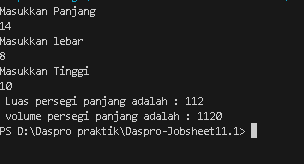 Masukkan Panjang
14
Masukkan lebar
8
Masukkan Tinggi
10
Luas persegi panjang adalah : 112
volume persegi panjang adalah : 1120
PS D:\Daspro praktik\Daspro-Jobsheet11.1>